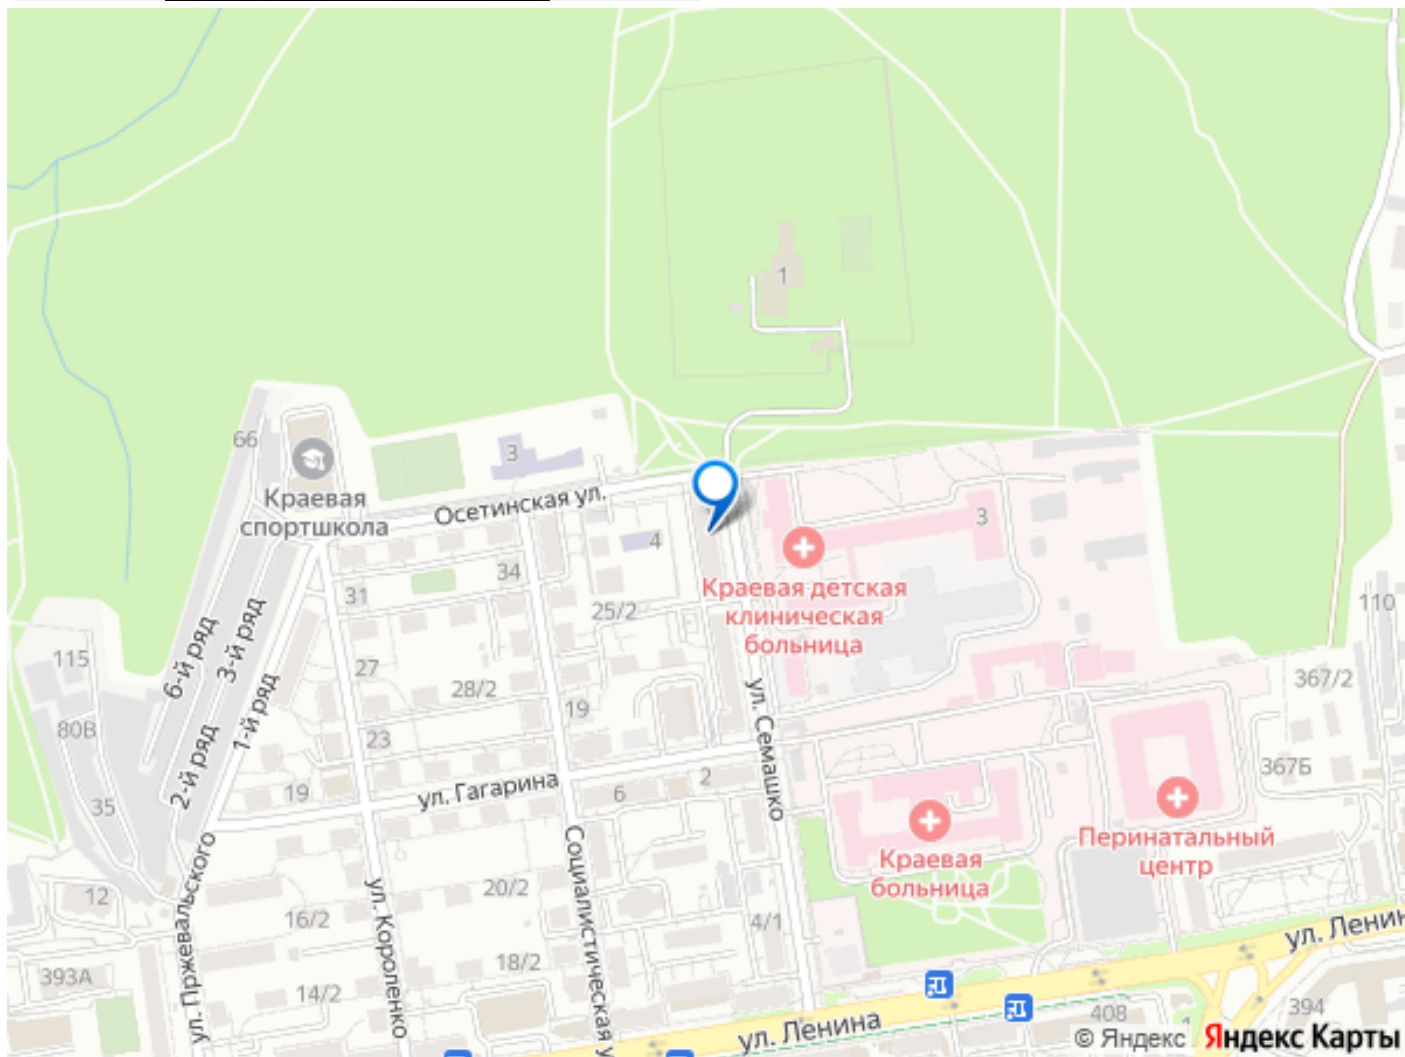 1
66
3
Краевая
спортшкола
Осетинская ул.
4
3
Краевая детская
клиническая
больница
34
31
25/2
110
6-й ряд
3-й ряд
115
27
28/2
19
ул. Семашко
367/2
1-й ряд
80В
23
2-й ряд
367Б
35
19
ул. Гагарина
6
2
Перинатальный
центр
Краевая
больница
12
20/2
16/2
4/1
ул. Пржевальского
ул. Короленко
Социалистическая у
ул. Ленин
393А
18/2
14/2
ул. Ленина
408
394
1
© Яндекс Яндекс Карты